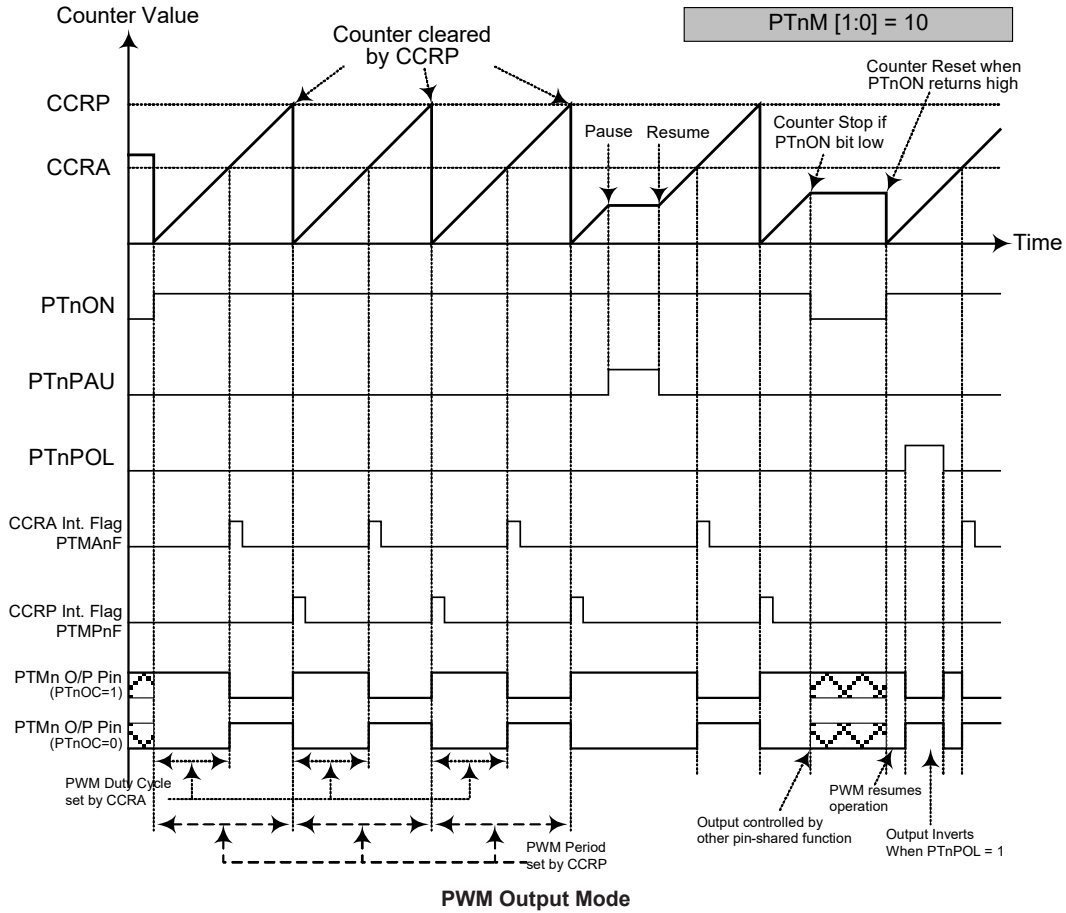 Counter Value
PTnM [1:0] = 10
Counter cleared
by CCRP
Counter Reset when
PTnON returns high
CCRP
Pause
Resume
Counter Stop if
PTnON bit low
CCRA
Time
PTnON
PTnPAU
PTnPOL
CCRA Int. Flag
PTMAnF
CCRP Int. Flag
PTMPnF
PTMn O/P Pin
(PTnOC=1)
PTMn O/P Pin
(PTnOC=0)
PWM Duty Cycle
set by CCRA
PWM resumes
operation
Output controlled by
other pin-shared function
Output Inverts
When PTnPOL = 1
PWM Period
set by CCRP
PWM Output Mode